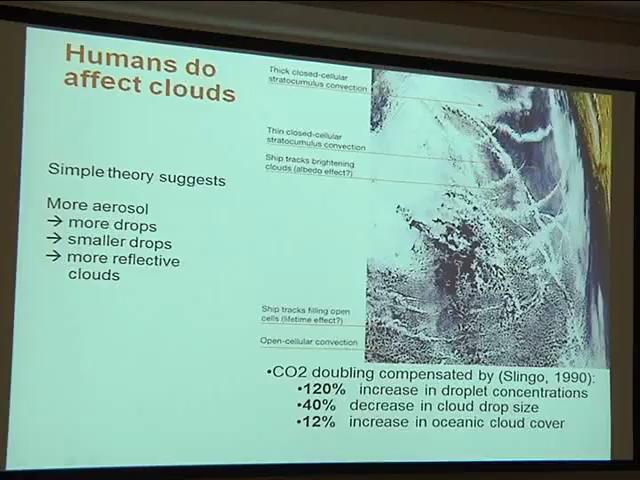 Humans do
affect clouds
Simple theory suggests
More aerosol
→ more drops
→ smaller drops
→ more reflective
clouds
Thick closed-cellular
stratocumulus convection
Thin closed-cellular
stratocumulus convection
Ship tracks brightening
clouds (albedo effect?)
Ship tracks filling open
cells (lifetime effect?)
Open-cellular convection
•CO2 doubling compensated by (Slingo, 1990):
•120% increase in droplet concentrations
•40% decrease in cloud drop size
•12% increase in oceanic cloud cover